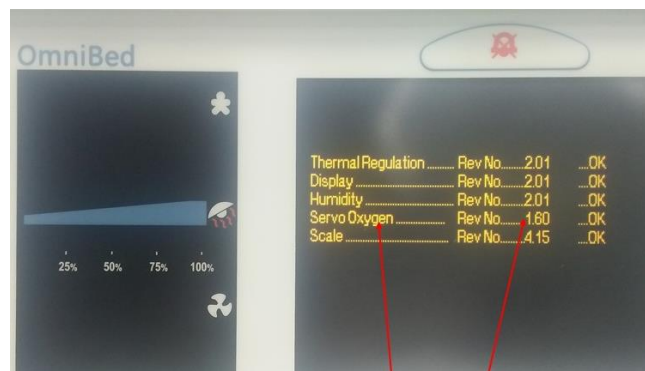 OmniBed
Thermal Regulation ........ Rev No.......2.01 ....OK
Display ........................... Rev No.......2.01 ....OK
Humidity ........................ Rev No.......2.01 ....OK
Servo Oxygen ............... Rev No.......1.60 ....OK
Scale .............................. Rev No.......4.15 ....OK
25% 50% 75% 100%